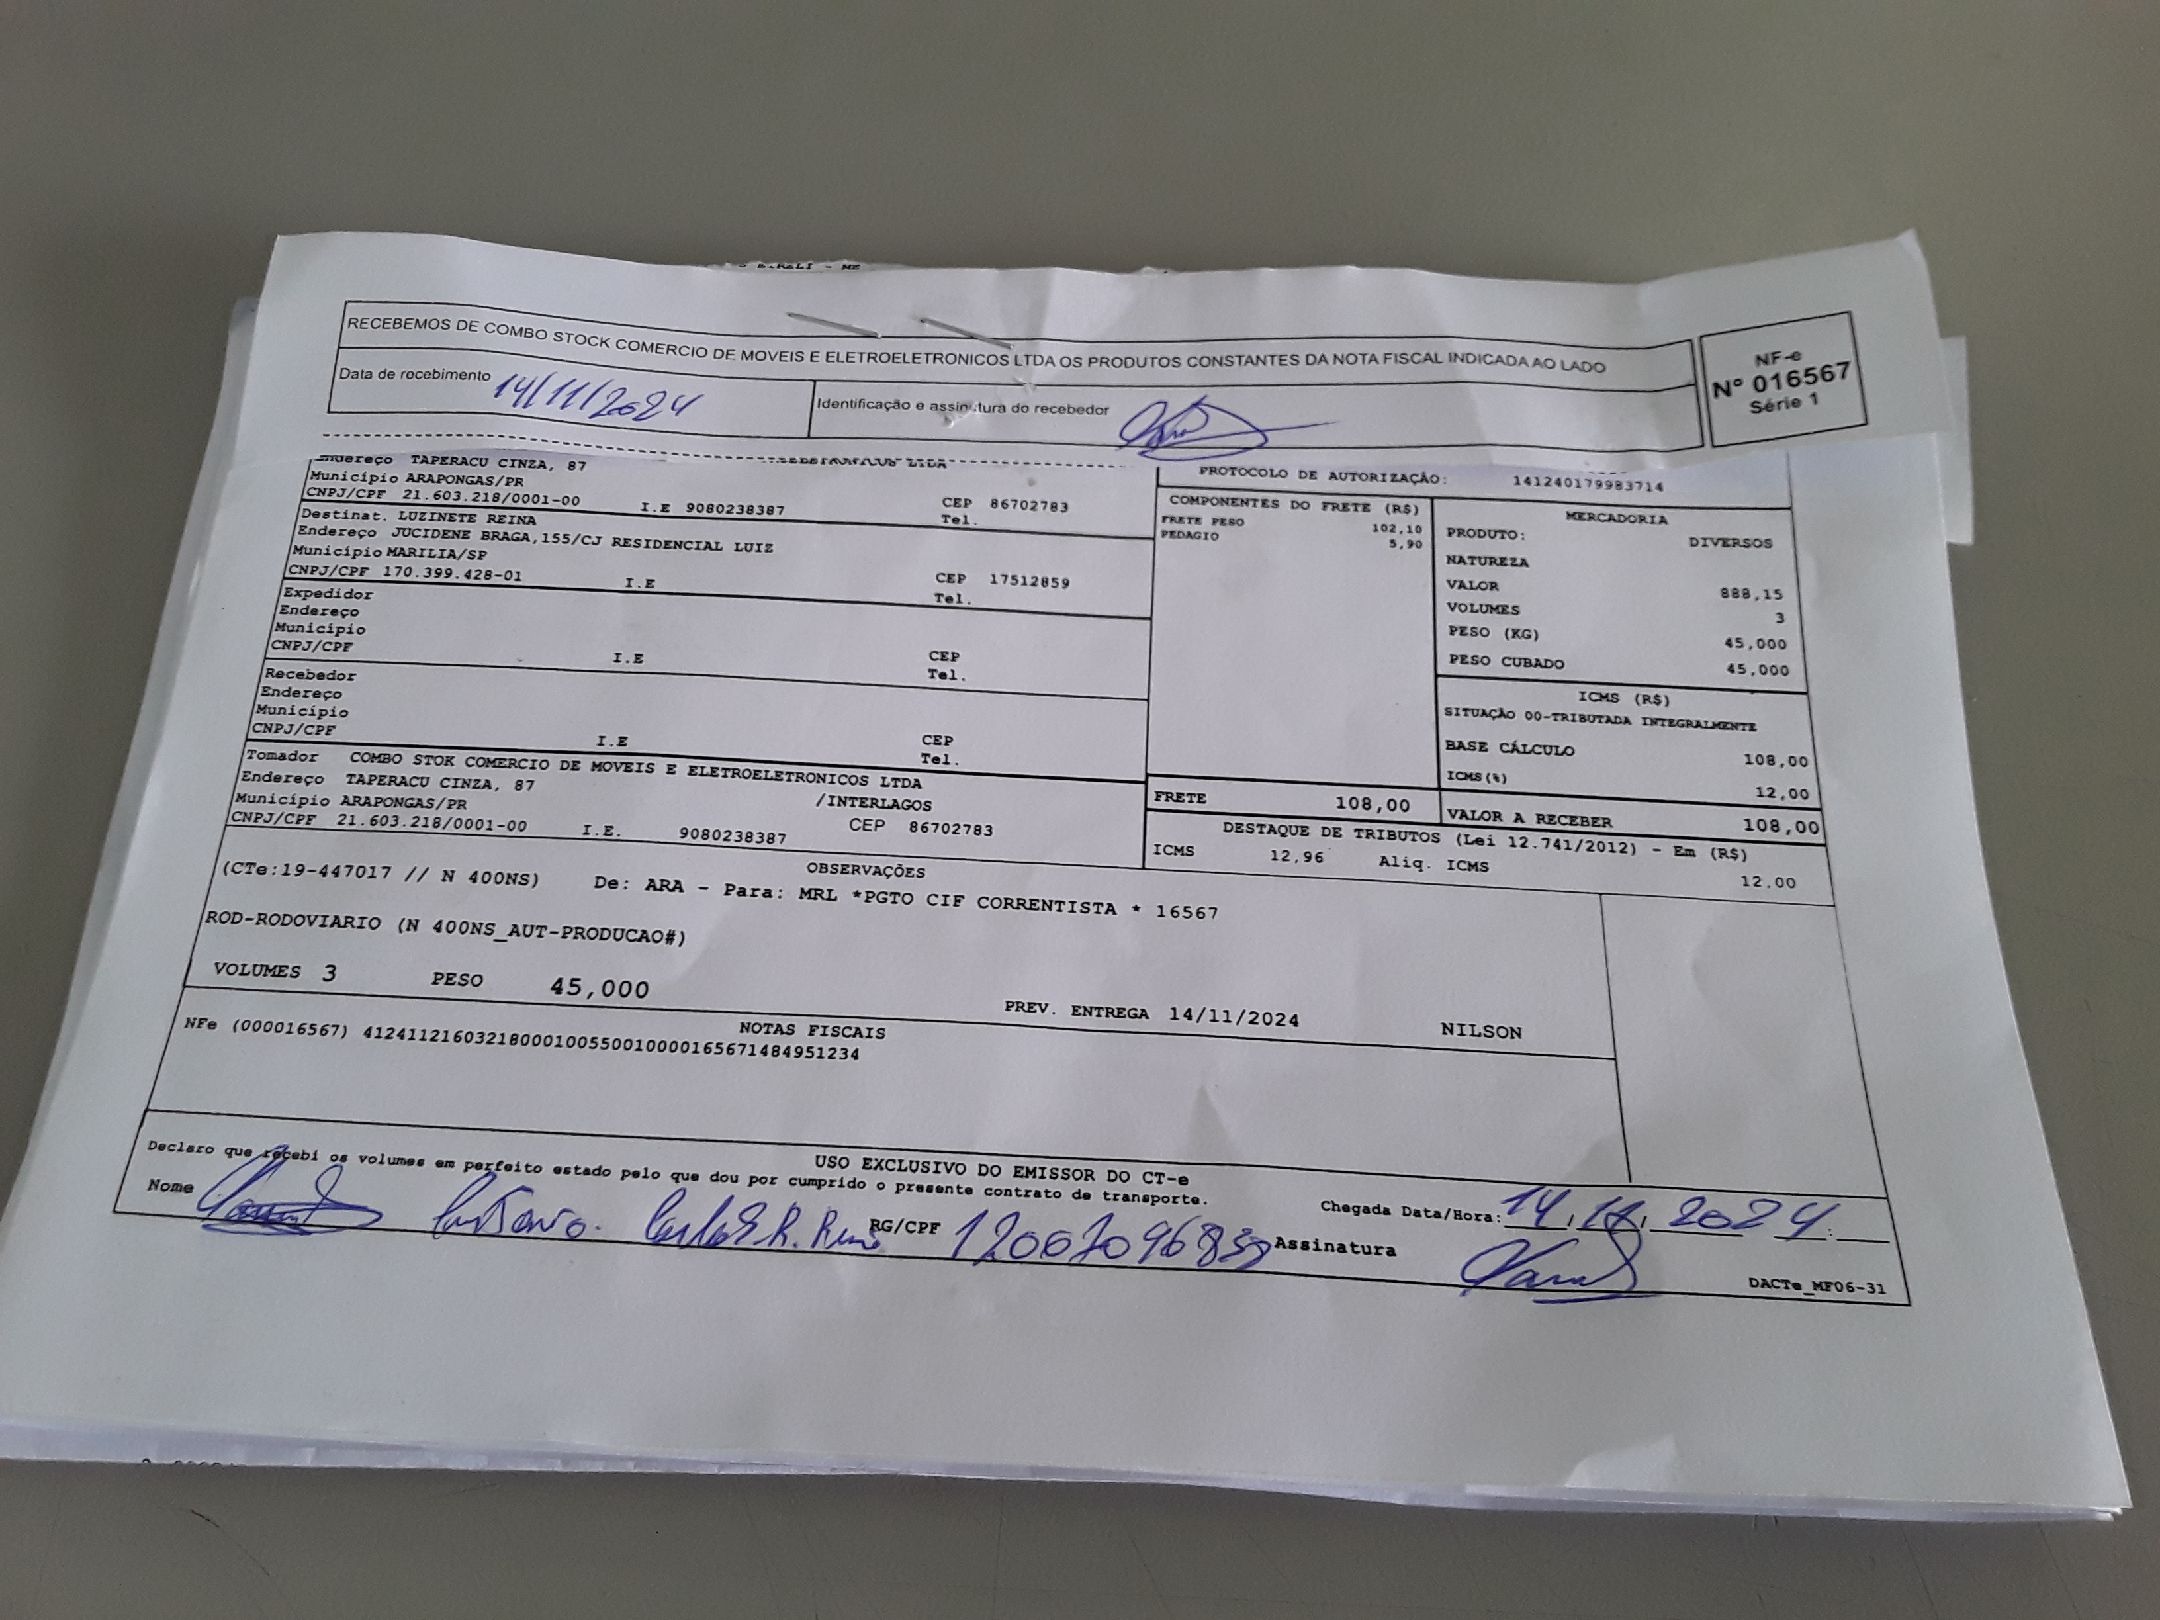 RECEBEMOS DE COMBO STOCK COMERCIO DE MOVEIS E ELETROELETRONICOS LTDA OS PRODUTOS CONSTANTES DA NOTA FISCAL INDICADA AO LADO
NF-e
Nº 016567
Série 1
Data de recebimento 14/11/2024
Identificação e assinatura do recebedor
Endereço TAPERACU CINZA, 87
Município ARAPONGAS/PR
CNPJ/CPF 21.603.218/0001-00 I.E 9080238387 CEP 86702783
Tel.
Destinat. LUZINETE REINA
Endereço JUCIDENE BRAGA,155/CJ RESIDENCIAL LUIZ
Município MARILIA/SP
CNPJ/CPF 170.399.428-01 I.E CEP 17512859
Tel.
Expedidor
Endereço
Município
CNPJ/CPF I.E CEP
Tel.
Recebedor
Endereço
Município
CNPJ/CPF I.E CEP
Tel.
Tomador COMBO STOK COMERCIO DE MOVEIS E ELETROELETRONICOS LTDA
Endereço TAPERACU CINZA, 87 /INTERLAGOS
Município ARAPONGAS/PR CEP 86702783
CNPJ/CPF 21.603.218/0001-00 I.E. 9080238387
PROTOCOLO DE AUTORIZAÇÃO: 141240179983714
COMPONENTES DO FRETE (R$)
FRETE PESO 102,10
PEDAGIO 5,90
MERCADORIA
PRODUTO: DIVERSOS
NATUREZA
VALOR 888,15
VOLUMES 3
PESO (KG) 45,000
PESO CUBADO 45,000
ICMS (R$)
SITUAÇÃO 00-TRIBUTADA INTEGRALMENTE
BASE CÁLCULO 108,00
ICMS(%) 12,00
FRETE 108,00
VALOR A RECEBER 108,00
DESTAQUE DE TRIBUTOS (Lei 12.741/2012) - Em (R$)
ICMS 12,96 Aliq. ICMS 12,00
OBSERVAÇÕES
(CTe:19-447017 // N 400NS) De: ARA - Para: MRL *PGTO CIF CORRENTISTA * 16567
ROD-RODOVIARIO (N 400NS_AUT-PRODUCAO#)
VOLUMES 3 PESO 45,000 PREV. ENTREGA 14/11/2024 NILSON
NOTAS FISCAIS
NFe (000016567) 41241121603218000100550010000165671484951234
USO EXCLUSIVO DO EMISSOR DO CT-e
Declaro que recebi os volumes em perfeito estado pelo que dou por cumprido o presente contrato de transporte.
Chegada Data/Hora: 14/11/2024 :
Nome Gustavo. RG/CPF Assinatura
DACTe_MF06-31